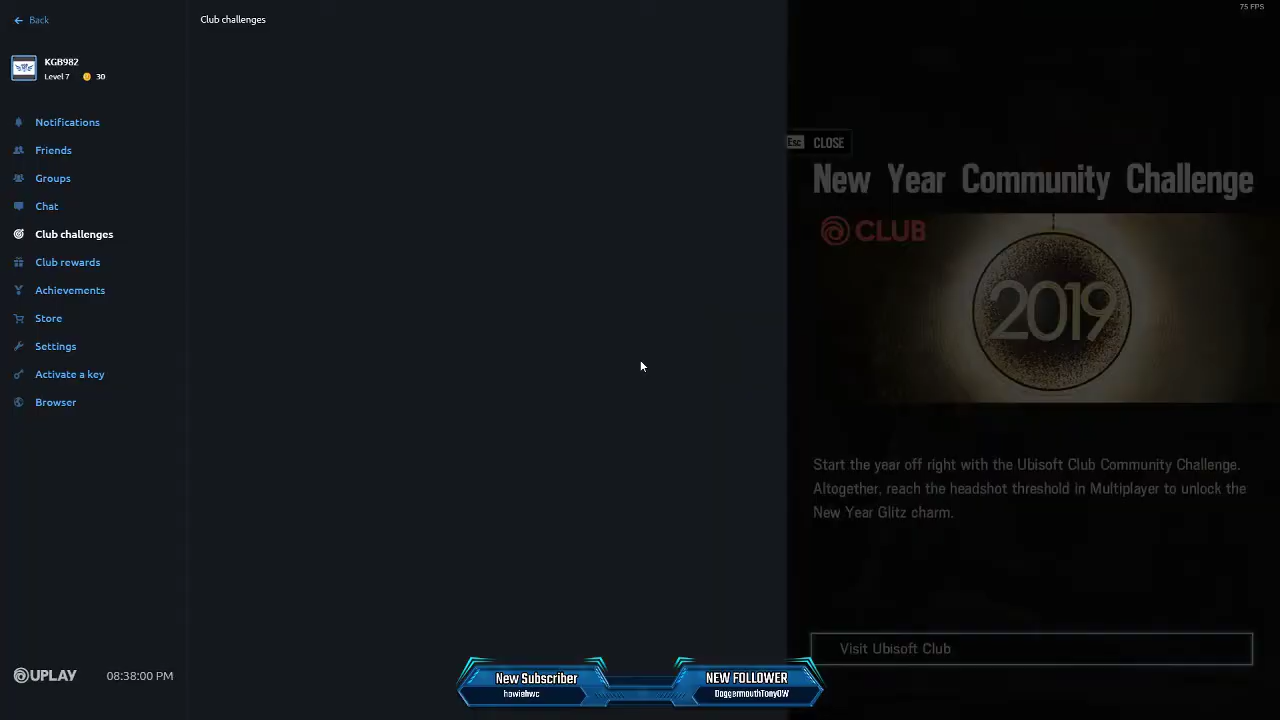 Back
Club challenges
75 FPS
KGB982
Level 7
30
Notifications
Friends
Groups
Chat
Club challenges
Club rewards
Achievements
Store
Settings
Activate a key
Browser
UPLAY
08:38:00 PM
Esc CLOSE
New Year Community Challenge
CLUB
2019
Start the year off right with the Ubisoft Club Community Challenge.
Altogether, reach the headshot threshold in Multiplayer to unlock the
New Year Glitz charm.
Visit Ubisoft Club
New Subscriber
howiehwc
NEW FOLLOWER
DoggermouthTonyOW